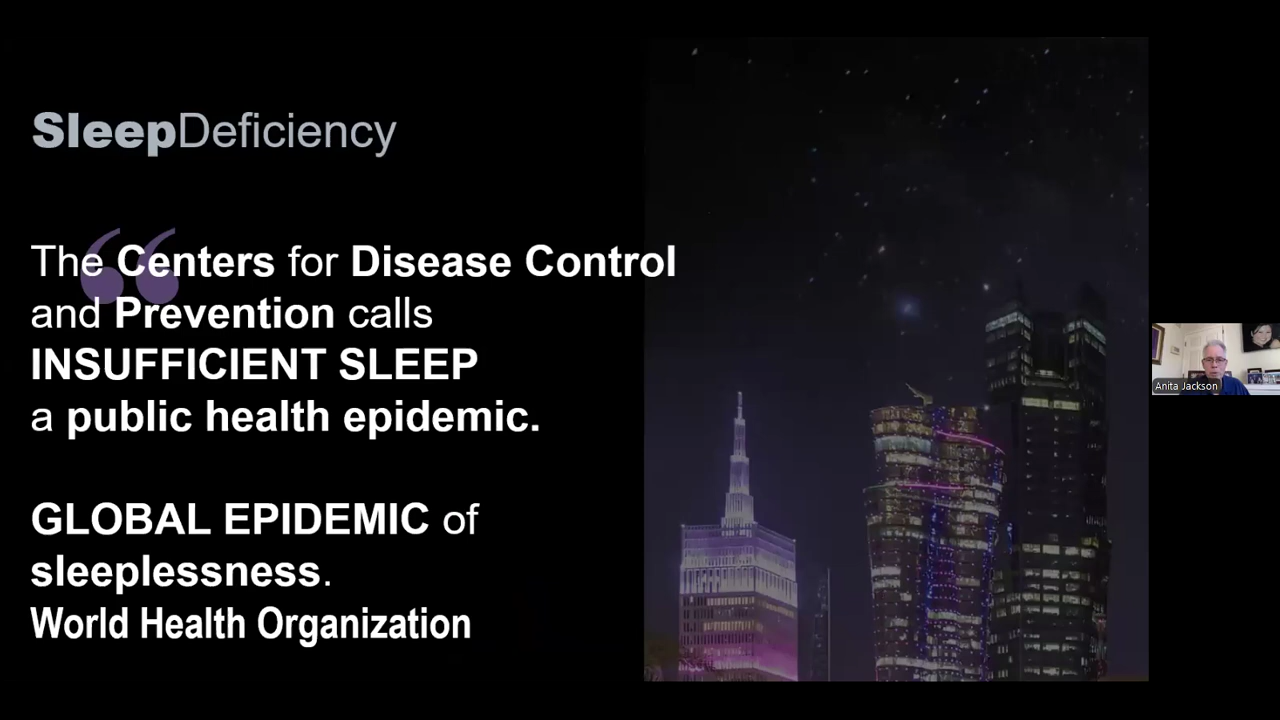 SleepDeficiency
“
The Centers for Disease Control
and Prevention calls
INSUFFICIENT SLEEP
a public health epidemic.
GLOBAL EPIDEMIC of
sleeplessness.
World Health Organization
Anita Jackson